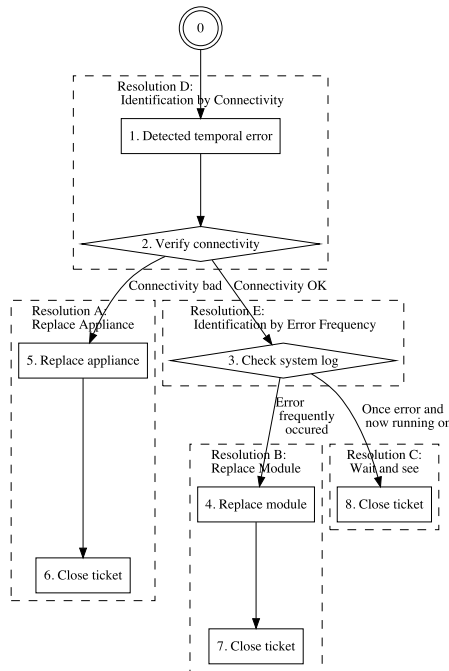 0
Resolution D:
Identification by Connectivity
1. Detected temporal error
2. Verify connectivity
Connectivity bad
Connectivity OK
Resolution A:
Replace Appliance
Resolution E:
Identification by Error Frequency
5. Replace appliance
3. Check system log
Error
frequently
occured
Once error and
now running on
Resolution B:
Replace Module
Resolution C:
Wait and see
4. Replace module
8. Close ticket
6. Close ticket
7. Close ticket